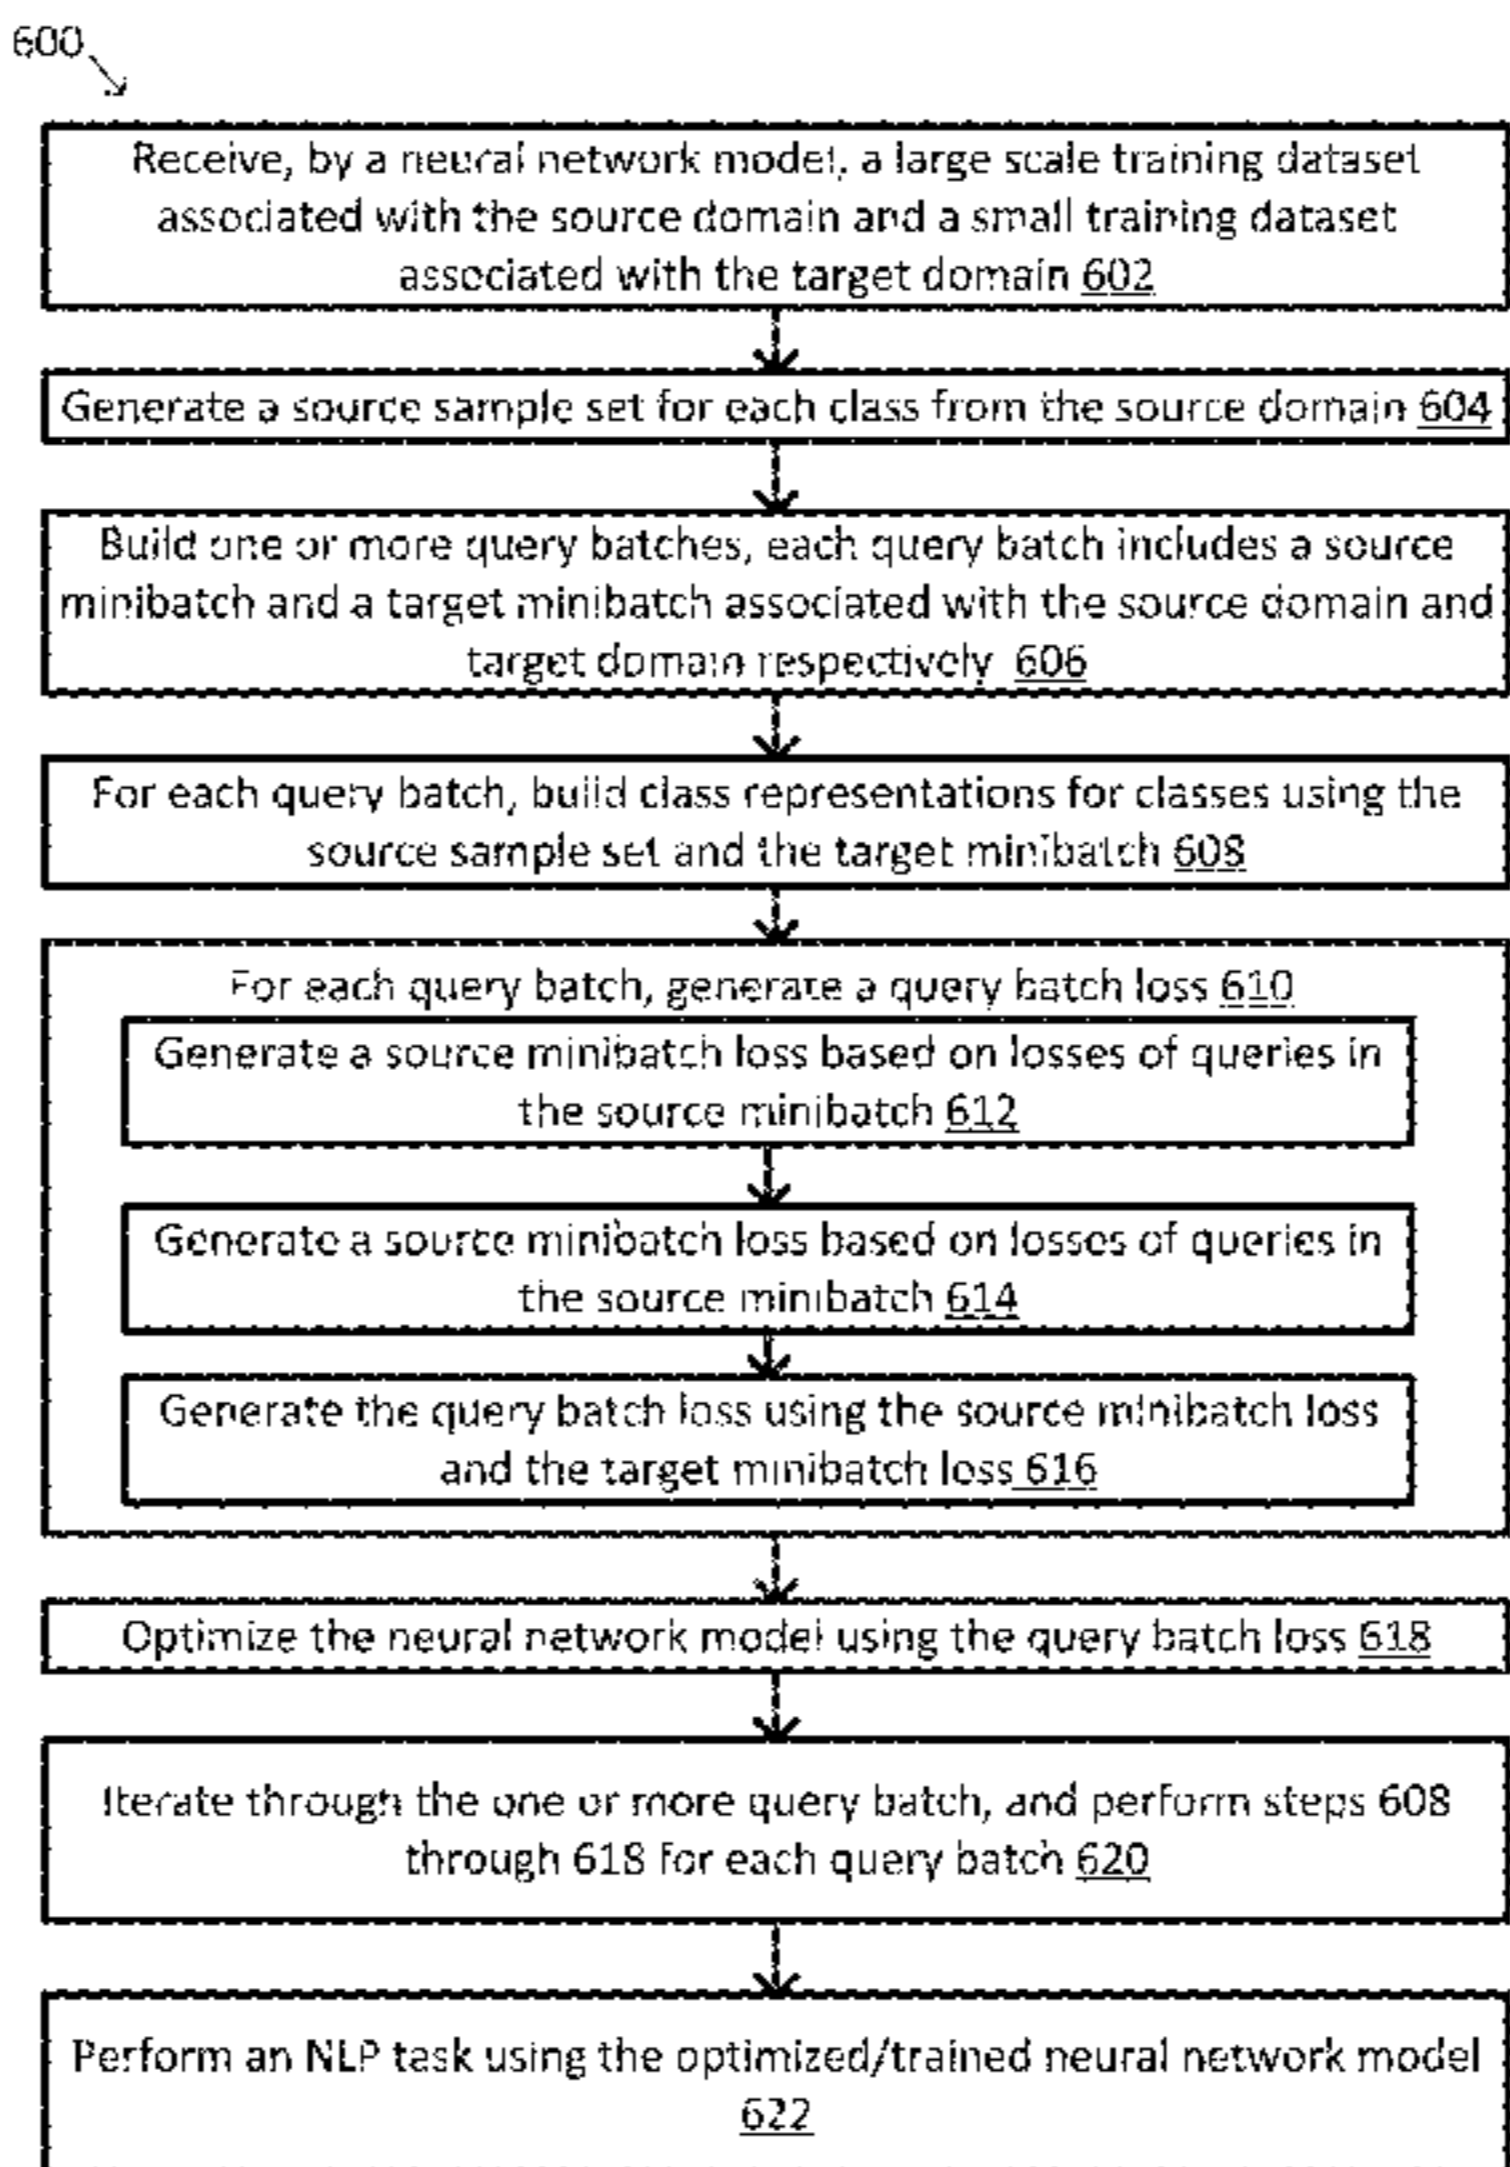 600
Receive, by a neural network model, a large scale training dataset
associated with the source domain and a small training dataset
associated with the target domain 602
Generate a source sample set for each class from the source domain 604
Build one or more query batches, each query batch includes a source
minibatch and a target minibatch associated with the source domain and
target domain respectively 606
For each query batch, build class representations for classes using the
source sample set and the target minibatch 608
For each query batch, generate a query batch loss 610
Generate a source minibatch loss based on losses of queries in
the source minibatch 612
Generate a source minibatch loss based on losses of queries in
the source minibatch 614
Generate the query batch loss using the source minibatch loss
and the target minibatch loss 616
Optimize the neural network model using the query batch loss 618
Iterate through the one or more query batch, and perform steps 608
through 618 for each query batch 620
Perform an NLP task using the optimized/trained neural network model
622